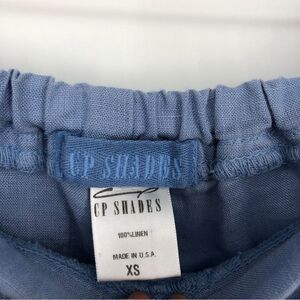 CP SHADES
CP SHADES
100% LINEN
MADE IN U.S.A.
XS